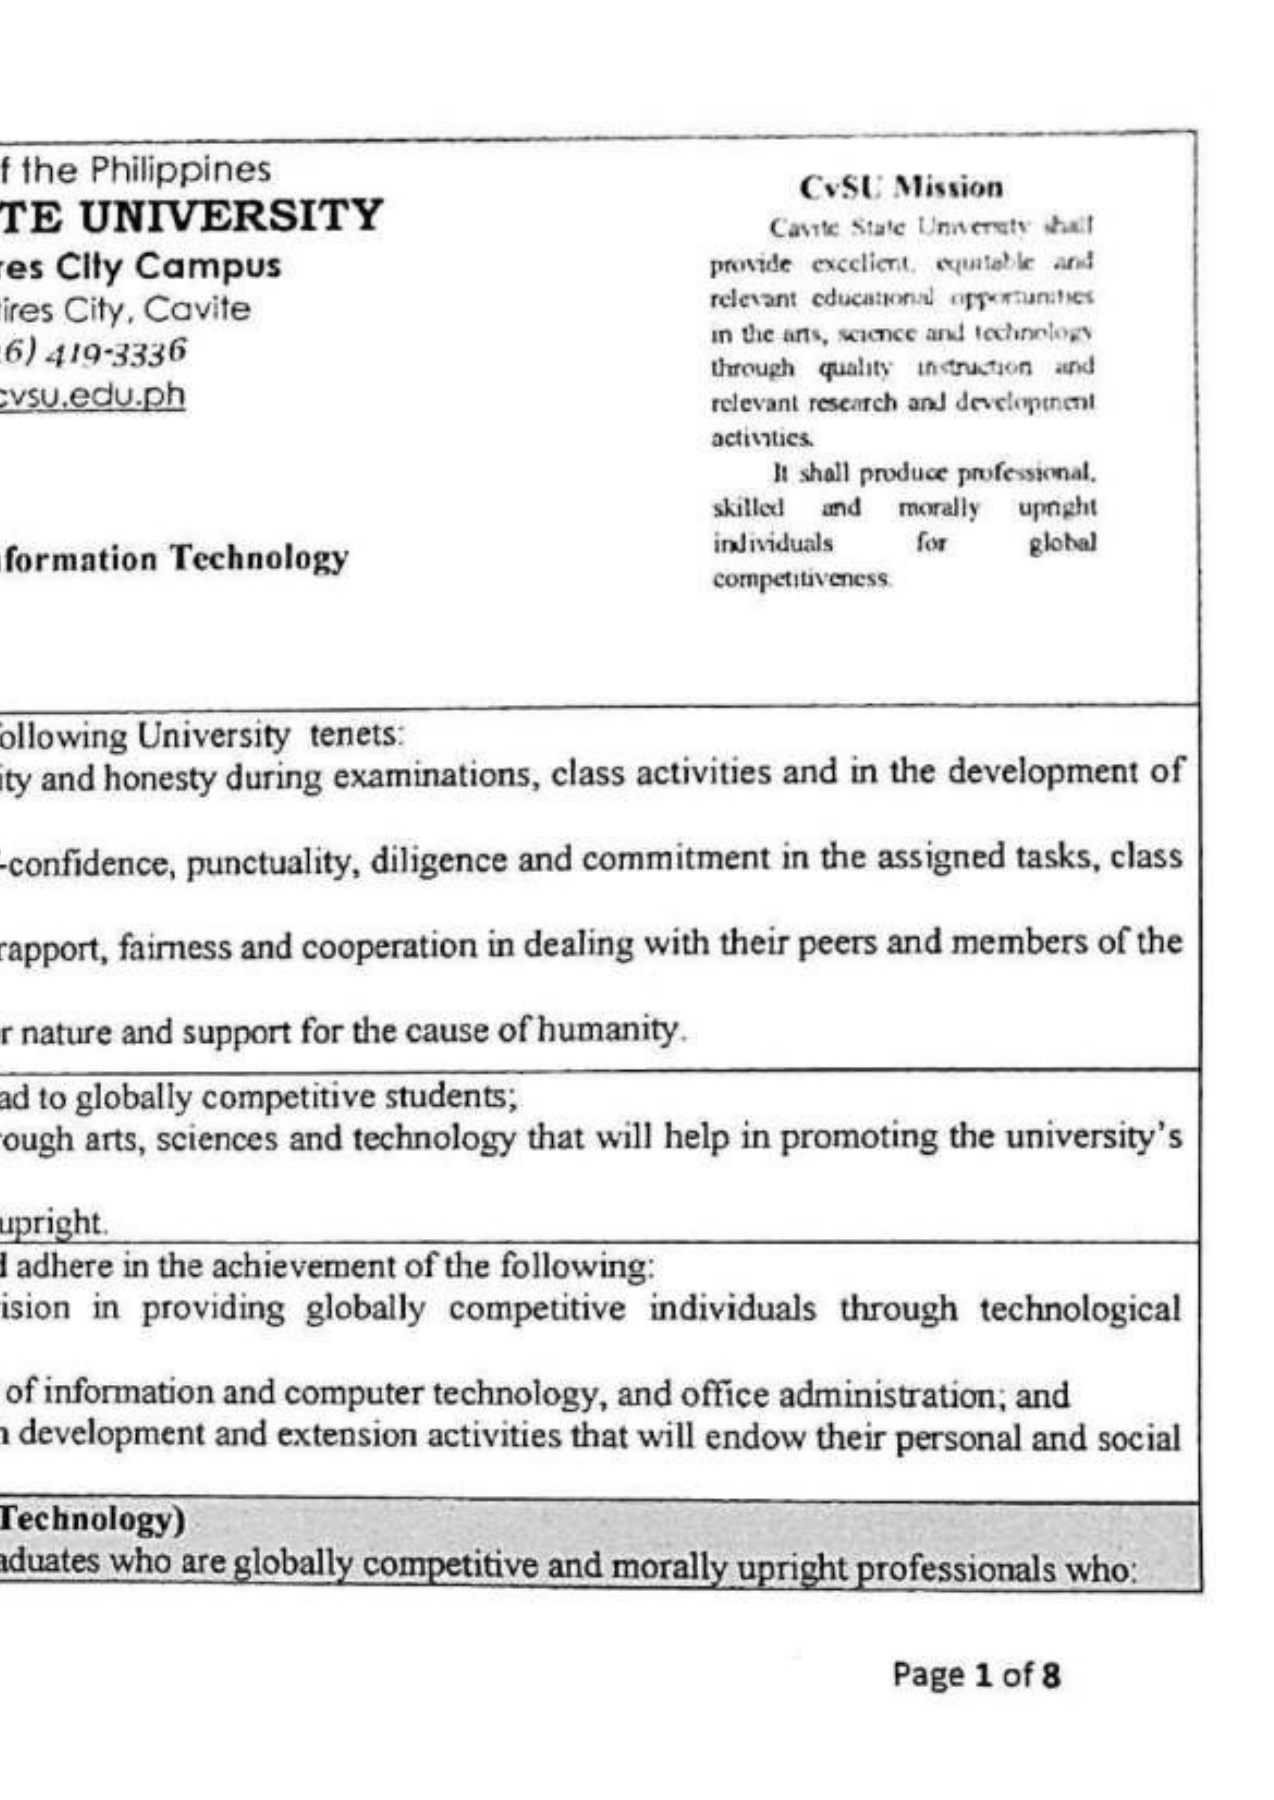 f the Philippines
TE UNIVERSITY
res City Campus
ires City, Cavite
6) 419-3336
cvsu.edu.ph
nformation Technology
CvSU Mission
Cavite State University shall
provide excellent, equitable and
relevant educational opportunities
in the arts, science and technology
through quality instruction and
relevant research and development
activities.
It shall produce professional,
skilled and morally upright
individuals for global
competitiveness.
ollowing University tenets:
ity and honesty during examinations, class activities and in the development of
-confidence, punctuality, diligence and commitment in the assigned tasks, class
rapport, fairness and cooperation in dealing with their peers and members of the
r nature and support for the cause of humanity.
ad to globally competitive students;
rough arts, sciences and technology that will help in promoting the university's
upright.
d adhere in the achievement of the following:
ision in providing globally competitive individuals through technological
of information and computer technology, and office administration; and
n development and extension activities that will endow their personal and social
Technology)
aduates who are globally competitive and morally upright professionals who:
Page 1 of 8